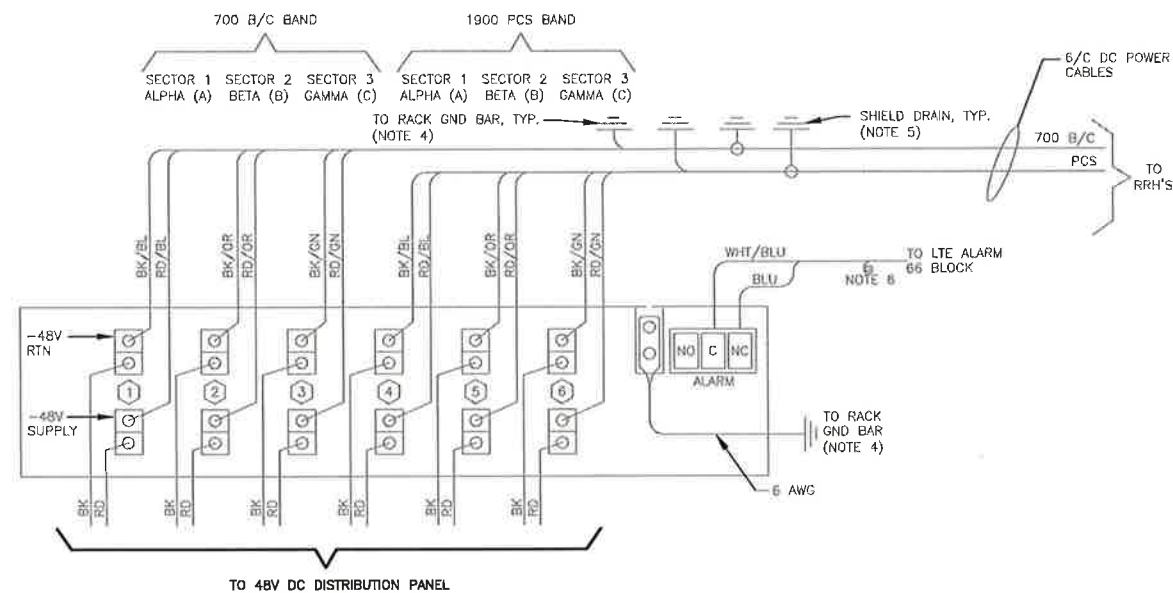 700 B/C BAND
1900 PCS BAND
SECTOR 1 SECTOR 2 SECTOR 3
ALPHA (A) BETA (B) GAMMA (C)
SECTOR 1 SECTOR 2 SECTOR 3
ALPHA (A) BETA (B) GAMMA (C)
6/C DC POWER
CABLES
TO RACK GND BAR, TYP.
(NOTE 4)
SHIELD DRAIN, TYP.
(NOTE 5)
700 B/C
PCS
TO
RRH'S
BK/BL
RD/BL
BK/OR
RD/OR
BK/GN
RD/GN
BK/BL
RD/BL
BK/OR
RD/OR
BK/GN
RD/GN
WHT/BLU
BLU
NOTE 6
TO LTE ALARM
66 BLOCK
-48V
RTN
NO C NC
ALARM
1 2 3 4 5 6
-48V
SUPPLY
TO RACK
GND BAR
(NOTE 4)
6 AWG
BK
RD
BK
RD
BK
RD
BK
RD
BK
RD
BK
RD
TO 48V DC DISTRIBUTION PANEL